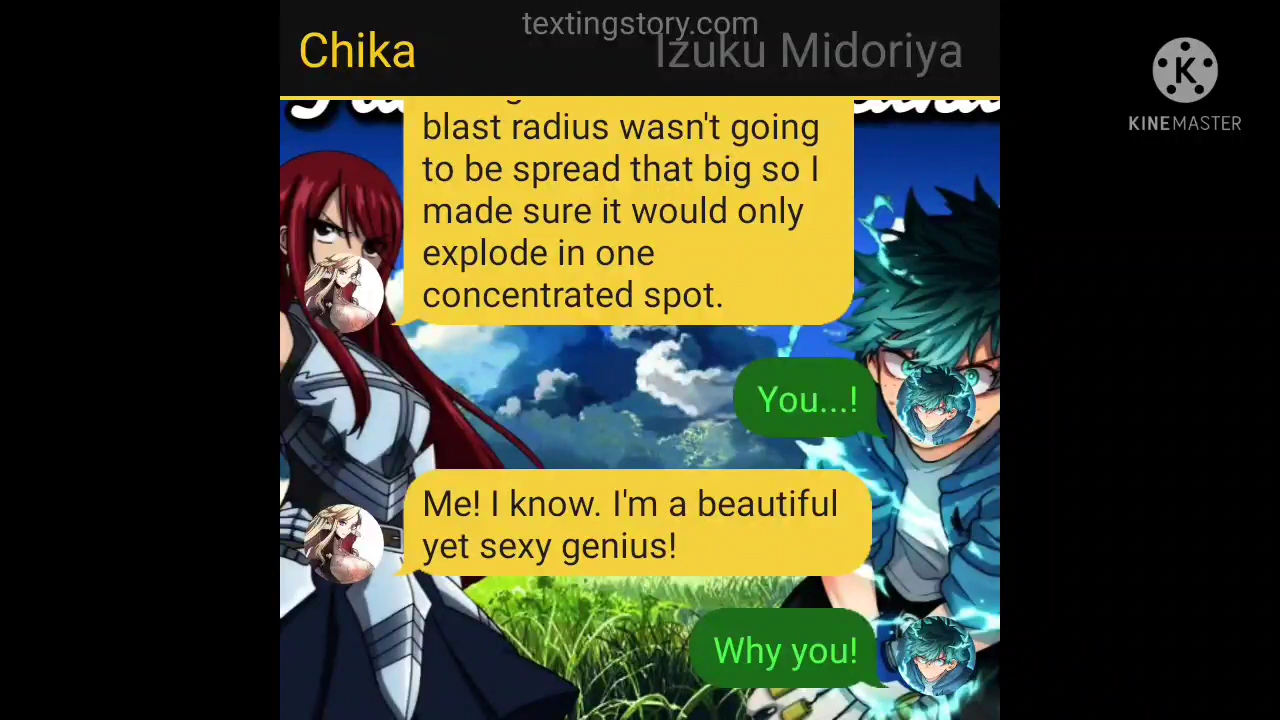 textingstory.com
Chika
Izuku Midoriya
KINEMASTER
blast radius wasn't going
to be spread that big so I
made sure it would only
explode in one
concentrated spot.
You...!
Me! I know. I'm a beautiful
yet sexy genius!
Why you!